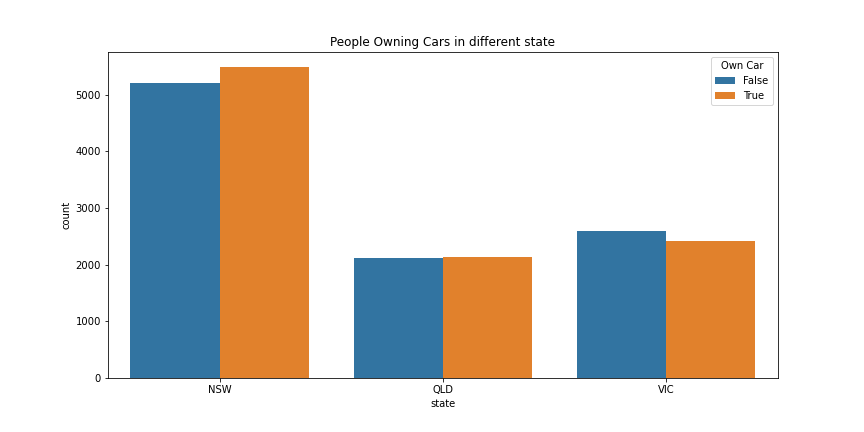 People Owning Cars in different state
Own Car
False
True
5000
4000
3000
2000
1000
0
count
NSW QLD VIC
state